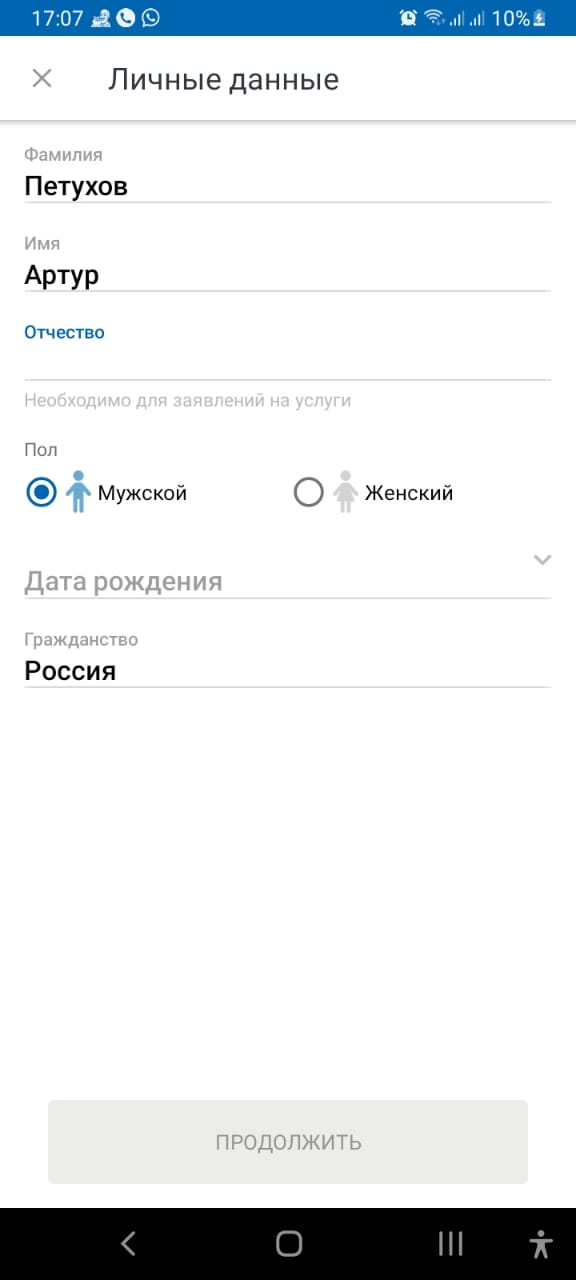 17:07 10%
Личные данные
Фамилия
Петухов
Имя
Артур
Отчество
Необходимо для заявлений на услуги
Пол
Мужской Женский
Дата рождения
Гражданство
Россия
ПРОДОЛЖИТЬ